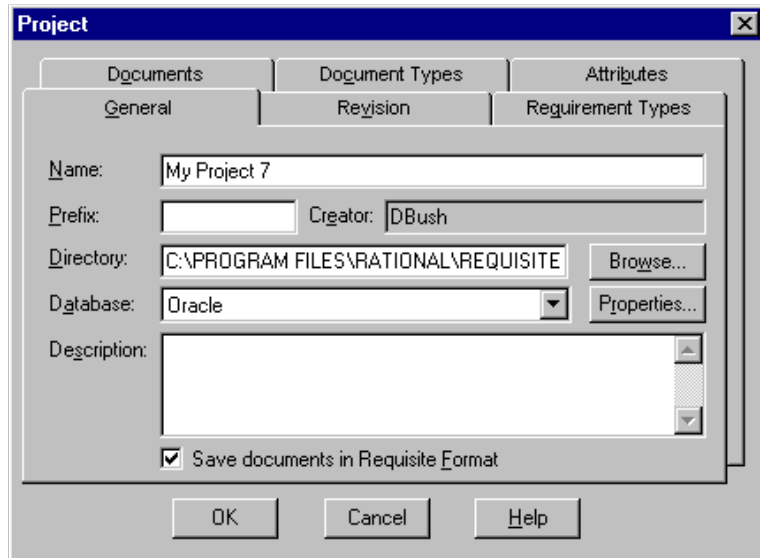 Project
Documents Document Types Attributes
General Revision Requirement Types
Name: My Project 7
Prefix: Creator: DBush
Directory: C:\PROGRAM FILES\RATIONAL\REQUISITE Browse...
Database: Oracle Properties...
Description:
Save documents in Requisite Format
OK Cancel Help